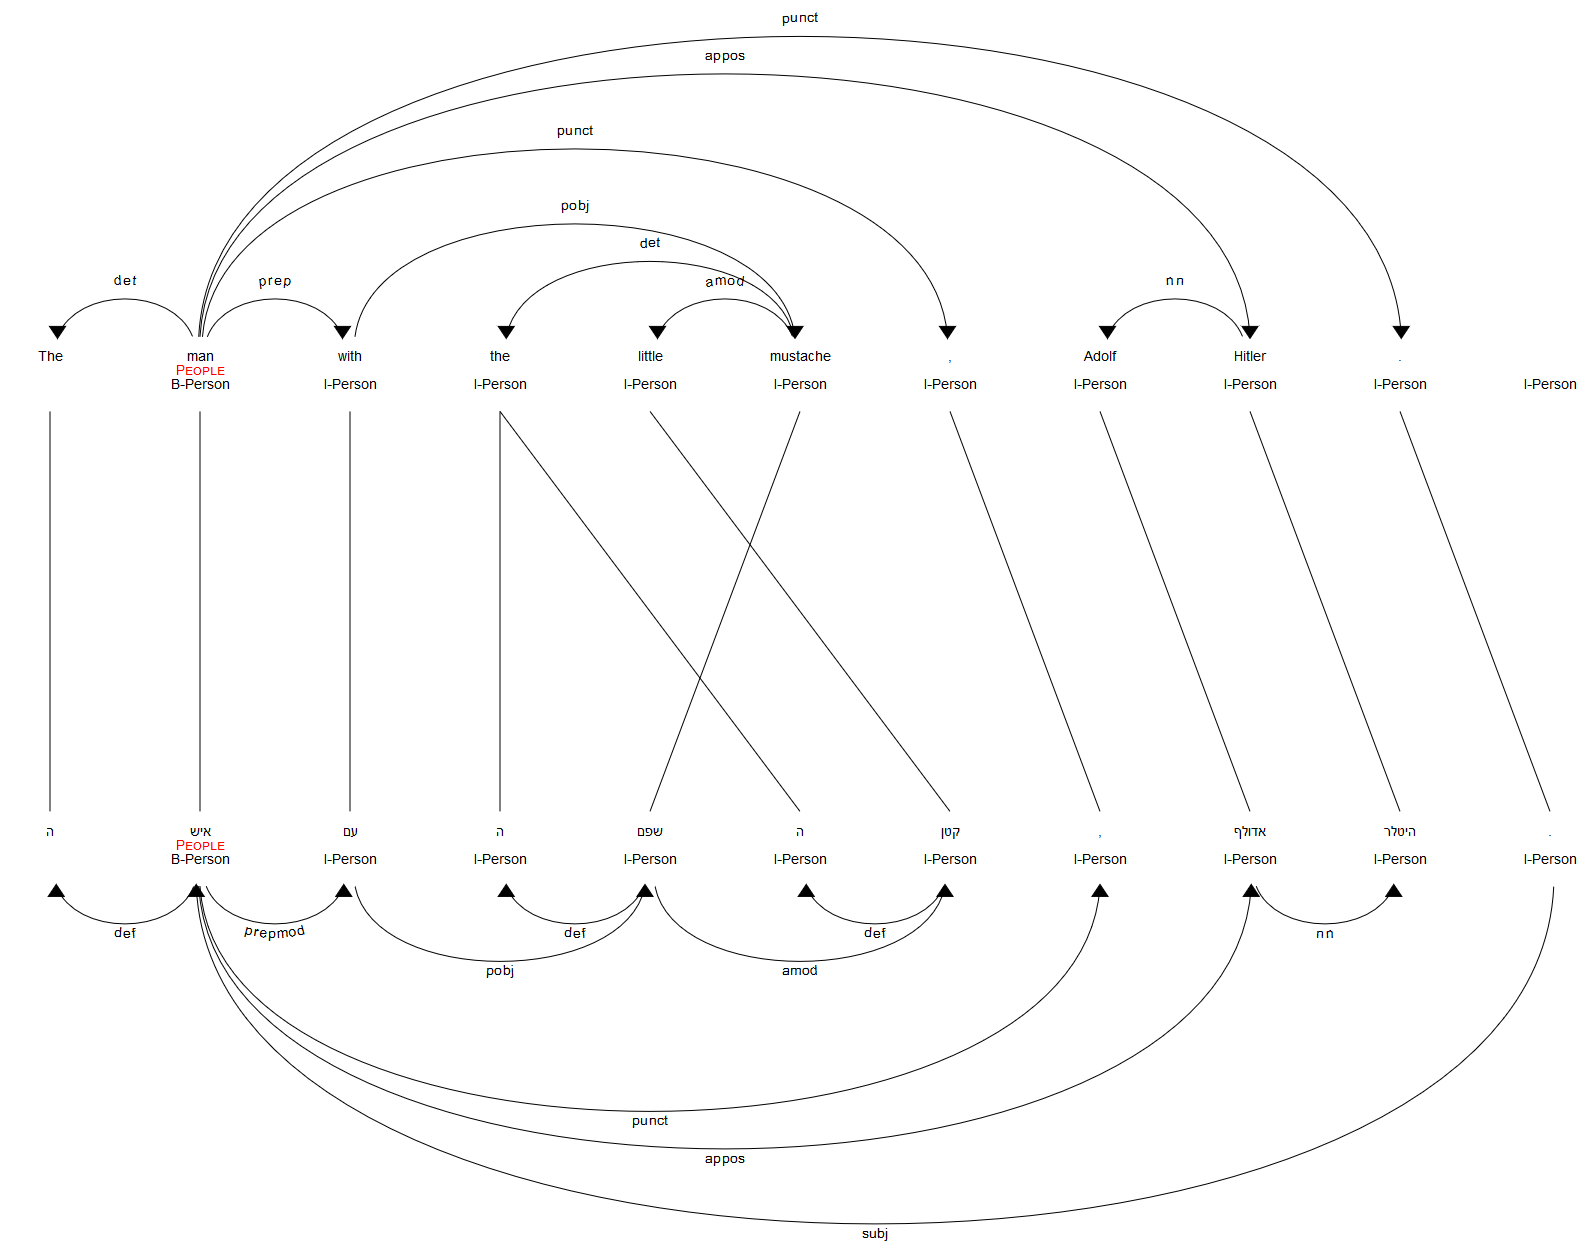 punct
appos
punct
pobj
det
det prep amod nn
The man with the little mustache , Adolf Hitler .
PEOPLE
B-Person I-Person I-Person I-Person I-Person I-Person I-Person I-Person I-Person I-Person
ה איש עם ה שפם ה קטן , אדולף היטלר .
PEOPLE
B-Person I-Person I-Person I-Person I-Person I-Person I-Person I-Person I-Person I-Person
def prepmod def def nn
pobj amod
punct
appos
subj